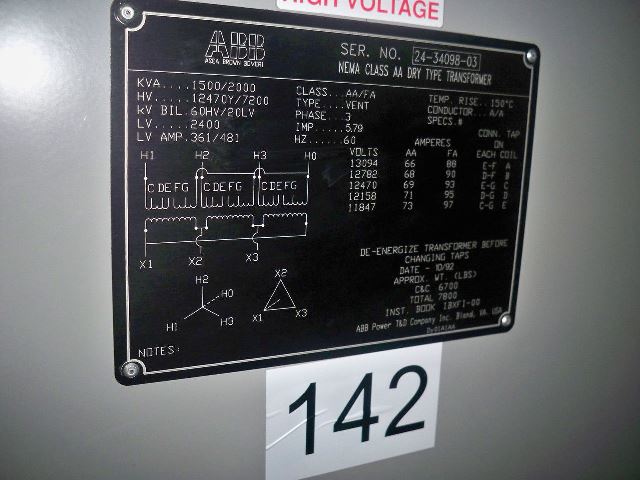 HIGH VOLTAGE
ABB
ASEA BROWN BOVERI
SER. NO. 24-34098-03
NEMA CLASS AA DRY TYPE TRANSFORMER
KVA....1500/2000
HV.....12470Y/7200
KV BIL.60HV/20LV
LV.....2400
LV AMP.361/481
CLASS...AA/FA
TYPE....VENT
PHASE...3
IMP.....5.79
HZ......60
TEMP. RISE..150°C
CONDUCTOR...A/A
SPECS.#
AMPERES
CONN. TAP
ON
VOLTS AA FA EACH COIL
13094 66 88 E-F A
12782 68 90 D-F B
12470 69 93 E-G C
12158 71 95 D-G D
11847 73 97 C-G E
H1 H2 H3 H0
C D E F G C D E F G C D E F G
X1 X2 X3
H2
H0
H1 H3
X2
X1 X3
DE-ENERGIZE TRANSFORMER BEFORE
CHANGING TAPS
DATE - 10/92
APPROX. WT. (LBS)
C&C 6700
TOTAL 7800
INST. BOOK IBXF1-00
ABB Power T&D Company Inc. Bland, VA. USA
Dy01A1AA
NOTES:
142